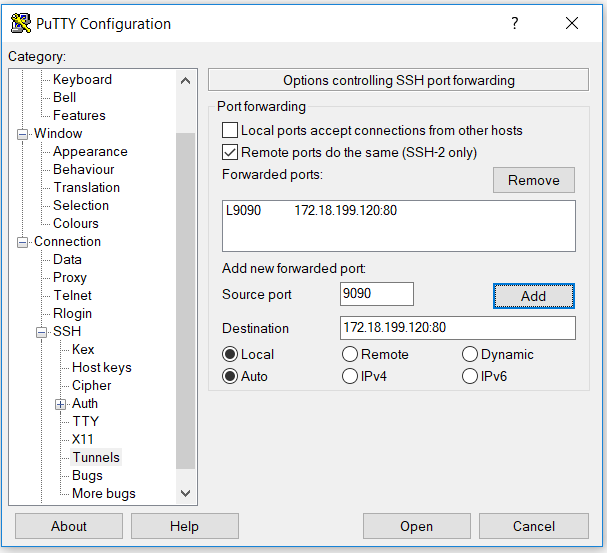 PuTTY Configuration
?
Category:
Keyboard
Bell
Features
Window
Appearance
Behaviour
Translation
Selection
Colours
Connection
Data
Proxy
Telnet
Rlogin
SSH
Kex
Host keys
Cipher
Auth
TTY
X11
Tunnels
Bugs
More bugs
Options controlling SSH port forwarding
Port forwarding
Local ports accept connections from other hosts
Remote ports do the same (SSH-2 only)
Forwarded ports:
Remove
L9090 172.18.199.120:80
Add new forwarded port:
Source port 9090 Add
Destination 172.18.199.120:80
Local Remote Dynamic
Auto IPv4 IPv6
About Help Open Cancel